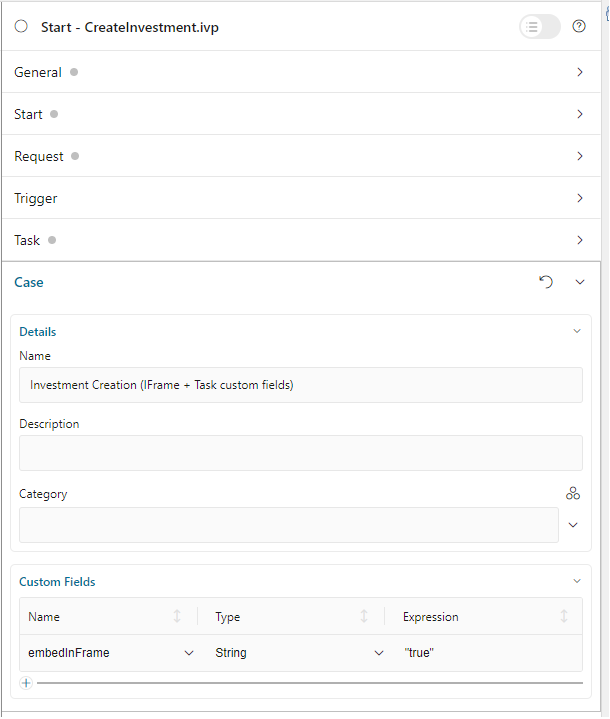 Start - CreateInvestment.ivp
General
Start
Request
Trigger
Task
Case
Details
Name
Investment Creation (IFrame + Task custom fields)
Description
Category
Custom Fields
Name Type Expression
embedInFrame String "true"